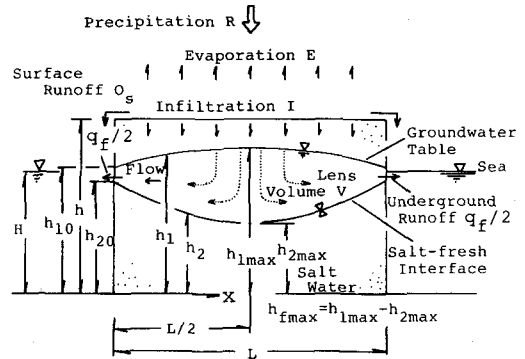 Precipitation R
Evaporation E
Surface
Runoff Os
Infiltration I
qf/2
Groundwater
Table
Flow
Lens
Volume V
Sea
Underground
Runoff qf/2
Salt-fresh
Interface
H
h10
h
h20
h1
h2
h1max
h2max
Salt
Water
X
hfmax=h1max-h2max
L/2
L